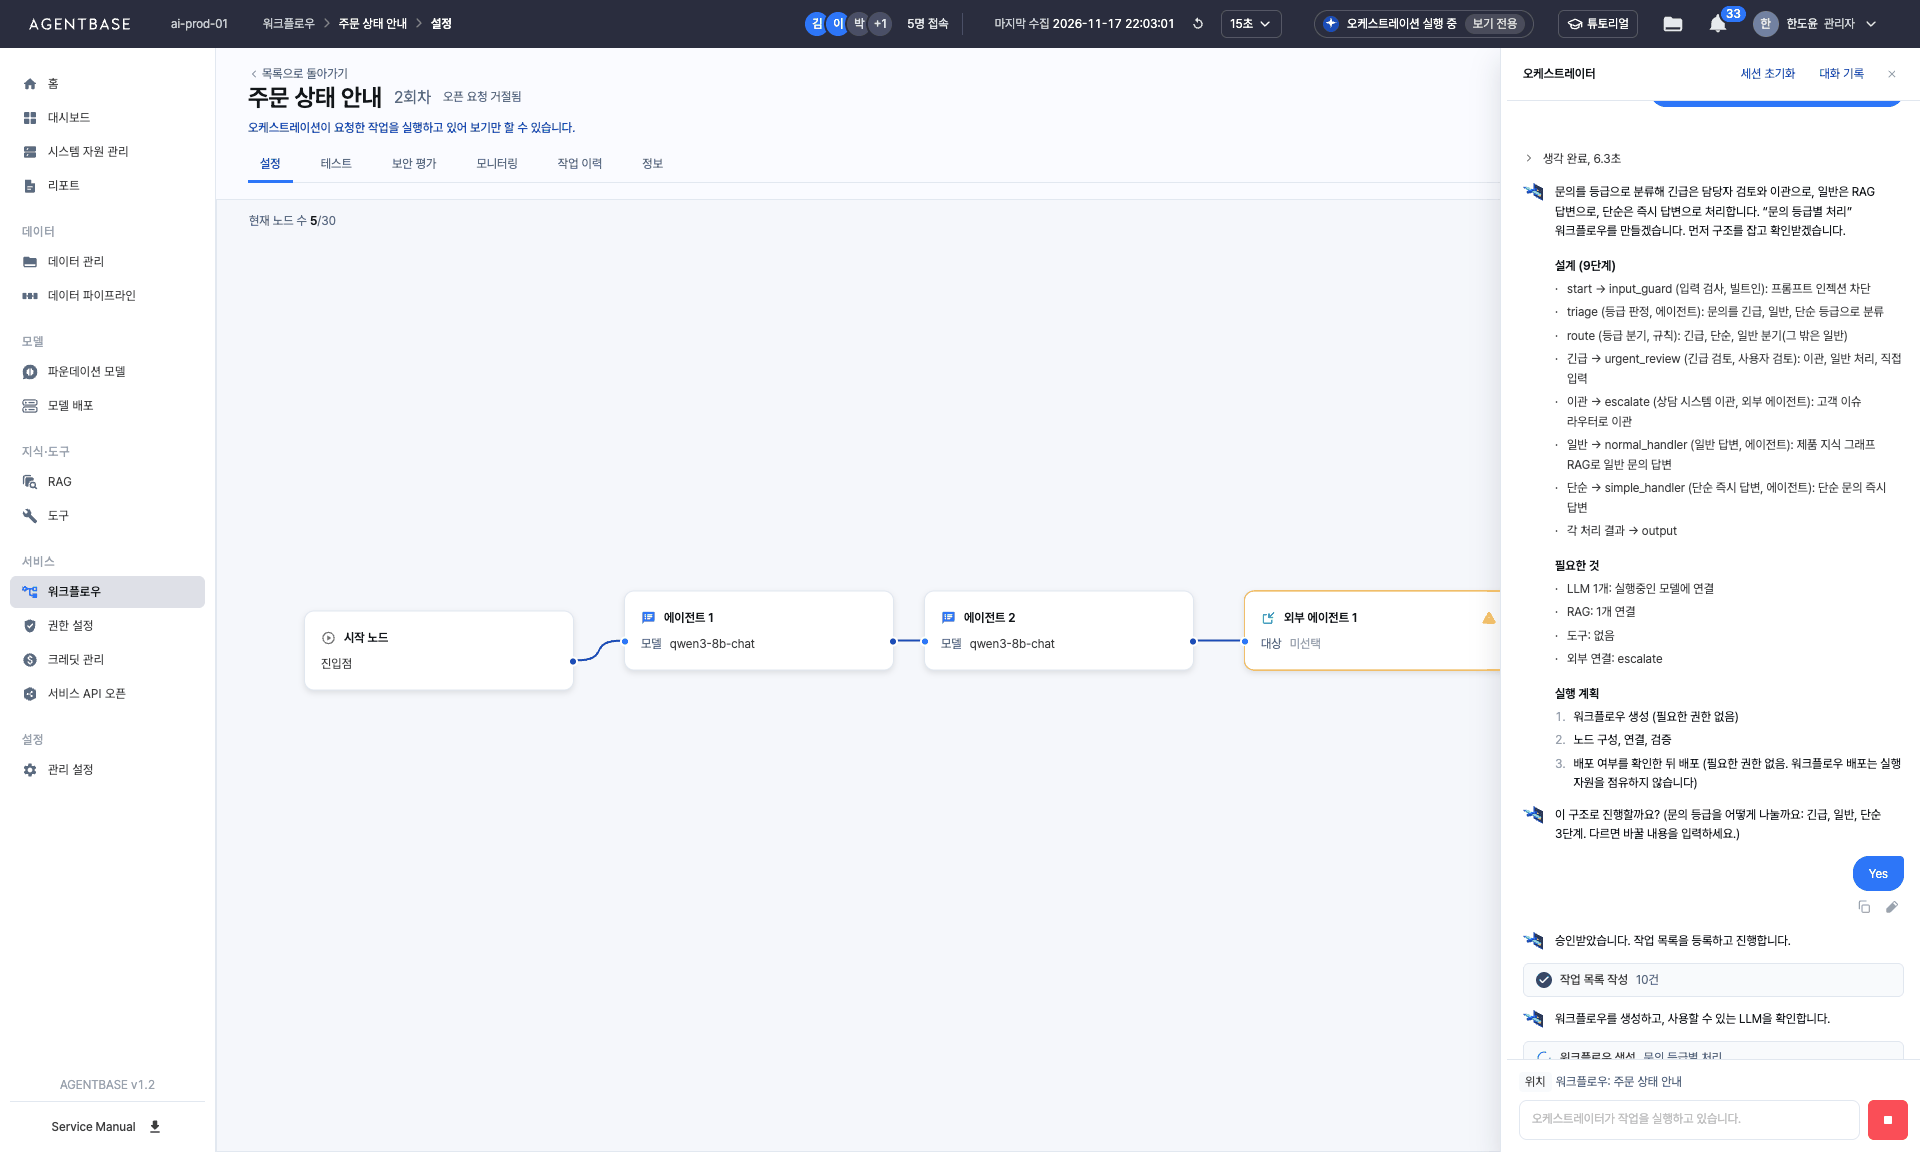 AGENTBASE
ai-prod-01
워크플로우 > 주문 상태 안내 > 설정
김 이 박 +1 5명 접속
마지막 수집 2026-11-17 22:03:01
15초
오케스트레이션 실행 중 보기 전용
튜토리얼
33
한 한도윤 관리자
홈
대시보드
시스템 자원 관리
리포트
데이터
데이터 관리
데이터 파이프라인
모델
파운데이션 모델
모델 배포
지식·도구
RAG
도구
서비스
워크플로우
권한 설정
크레딧 관리
서비스 API 오픈
설정
관리 설정
AGENTBASE v1.2
Service Manual
목록으로 돌아가기
주문 상태 안내 2회차 오픈 요청 거절됨
오케스트레이션이 요청한 작업을 실행하고 있어 보기만 할 수 있습니다.
설정 테스트 보안 평가 모니터링 작업 이력 정보
현재 노드 수 5/30
시작 노드
진입점
에이전트 1
모델 qwen3-8b-chat
에이전트 2
모델 qwen3-8b-chat
외부 에이전트 1
대상 미선택
오케스트레이터
세션 초기화 대화 기록
생각 완료, 6.3초
문의를 등급으로 분류해 긴급은 담당자 검토와 이관으로, 일반은 RAG
답변으로, 단순은 즉시 답변으로 처리합니다. “문의 등급별 처리”
워크플로우를 만들겠습니다. 먼저 구조를 잡고 확인받겠습니다.
설계 (9단계)
· start → input_guard (입력 검사, 빌트인): 프롬프트 인젝션 차단
· triage (등급 판정, 에이전트): 문의를 긴급, 일반, 단순 등급으로 분류
· route (등급 분기, 규칙): 긴급, 단순, 일반 분기(그 밖은 일반)
· 긴급 → urgent_review (긴급 검토, 사용자 검토): 이관, 일반 처리, 직접
입력
· 이관 → escalate (상담 시스템 이관, 외부 에이전트): 고객 이슈
라우터로 이관
· 일반 → normal_handler (일반 답변, 에이전트): 제품 지식 그래프
RAG로 일반 문의 답변
· 단순 → simple_handler (단순 즉시 답변, 에이전트): 단순 문의 즉시
답변
· 각 처리 결과 → output
필요한 것
· LLM 1개: 실행중인 모델에 연결
· RAG: 1개 연결
· 도구: 없음
· 외부 연결: escalate
실행 계획
1. 워크플로우 생성 (필요한 권한 없음)
2. 노드 구성, 연결, 검증
3. 배포 여부를 확인한 뒤 배포 (필요한 권한 없음. 워크플로우 배포는 실행
자원을 점유하지 않습니다)
이 구조로 진행할까요? (문의 등급을 어떻게 나눌까요: 긴급, 일반, 단순
3단계. 다르면 바꿀 내용을 입력하세요.)
Yes
승인받았습니다. 작업 목록을 등록하고 진행합니다.
작업 목록 작성 10건
워크플로우를 생성하고, 사용할 수 있는 LLM을 확인합니다.
워크플로우 생성 문의 등급별 처리
위치 워크플로우: 주문 상태 안내
오케스트레이터가 작업을 실행하고 있습니다.